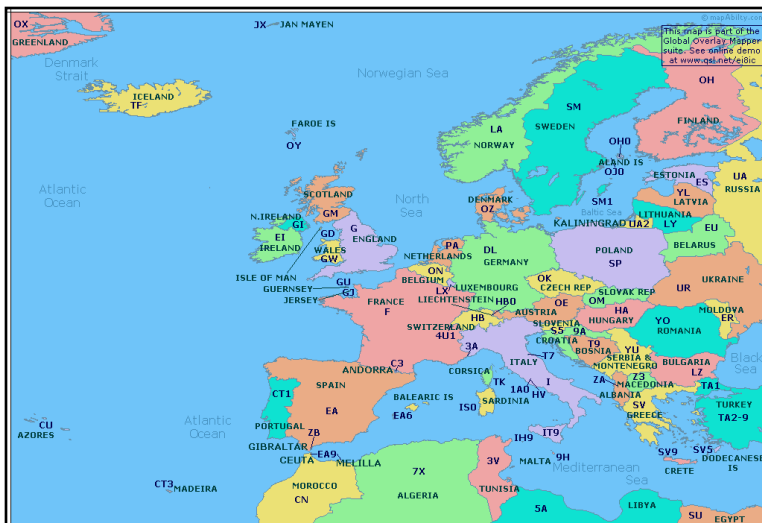 © mapAbility.com
This map is part of the
Global Overlay Mapper
suite. See online demo
at www.qsl.net/ei8ic
OX
GREENLAND
JX
JAN MAYEN
Denmark
Strait
Norwegian Sea
ICELAND
TF
FAROE IS
OY
SM
SWEDEN
LA
NORWAY
OH
FINLAND
OH0
ALAND IS
OJ0
ESTONIA
ES
UA
RUSSIA
Atlantic
Ocean
SCOTLAND
GM
North
Sea
DENMARK
OZ
SM1
Baltic Sea
YL
LATVIA
LITHUANIA
LY
KALININGRAD
UA2
EU
BELARUS
N.IRELAND
GI
EI
IRELAND
GD
G
ENGLAND
WALES
GW
ISLE OF MAN
GUERNSEY
GU
JERSEY
GJ
PA
NETHERLANDS
ON
BELGIUM
DL
GERMANY
POLAND
SP
LX
LUXEMBOURG
LIECHTENSTEIN
HB0
OK
CZECH REP
OM
SLOVAK REP
UR
UKRAINE
FRANCE
F
HB
SWITZERLAND
4U1
OE
AUSTRIA
HA
HUNGARY
MOLDOVA
ER
YO
ROMANIA
SLOVENIA
S5
9A
CROATIA
T9
BOSNIA
YU
SERBIA &
MONTENEGRO
BULGARIA
LZ
Black
Sea
3A
C3
ANDORRA
ITALY
T7
I
1A0
HV
CORSICA
TK
IS0
SARDINIA
ZA
ALBANIA
Z3
MACEDONIA
SV
GREECE
TA1
TURKEY
TA2-9
SPAIN
EA
CT1
PORTUGAL
BALEARIC IS
EA6
Atlantic
Ocean
CU
AZORES
ZB
GIBRALTAR
CEUTA
EA9
MELILLA
IT9
IH9
9H
MALTA
Mediterranean
Sea
SV9
CRETE
SV5
DODECANESE
IS
CT3
MADEIRA
MOROCCO
CN
7X
ALGERIA
3V
TUNISIA
5A
LIBYA
SU
EGYPT